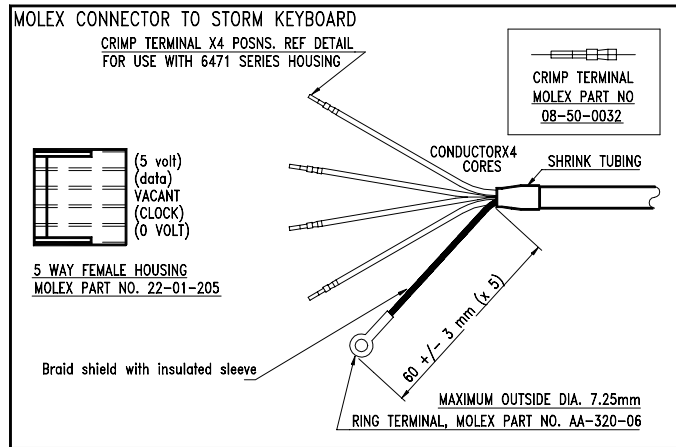 MOLEX CONNECTOR TO STORM KEYBOARD
CRIMP TERMINAL X4 POSNS. REF DETAIL
FOR USE WITH 6471 SERIES HOUSING
CRIMP TERMINAL
MOLEX PART NO
08-50-0032
CONDUCTORX4
CORES
SHRINK TUBING
(5 volt)
(data)
VACANT
(CLOCK)
(0 VOLT)
5 WAY FEMALE HOUSING
MOLEX PART NO. 22-01-205
60 +/- 3 mm (x 5)
Braid shield with insulated sleeve
MAXIMUM OUTSIDE DIA. 7.25mm
RING TERMINAL, MOLEX PART NO. AA-320-06